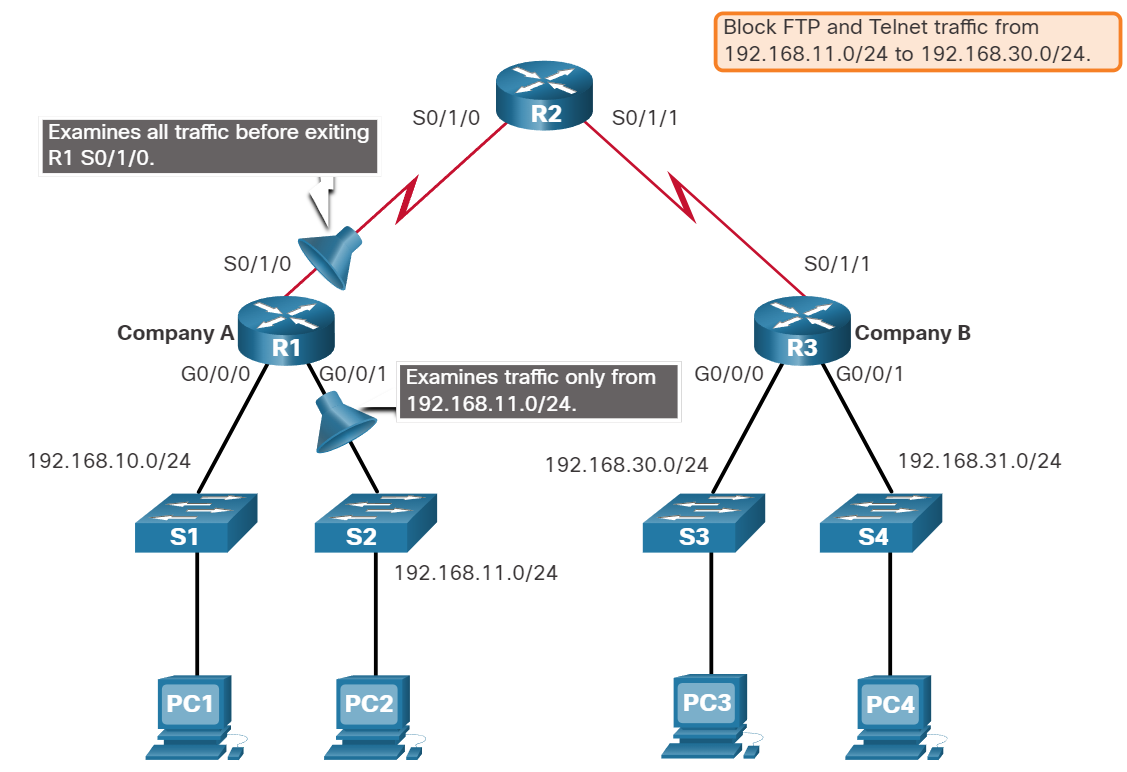 Block FTP and Telnet traffic from
192.168.11.0/24 to 192.168.30.0/24.
R2
S0/1/0
S0/1/1
Examines all traffic before exiting
R1 S0/1/0.
S0/1/0
S0/1/1
Company A
R1
R3
Company B
G0/0/0
G0/0/1
Examines traffic only from
192.168.11.0/24.
G0/0/0
G0/0/1
192.168.10.0/24
192.168.30.0/24
192.168.31.0/24
S1
S2
S3
S4
192.168.11.0/24
PC1
PC2
PC3
PC4